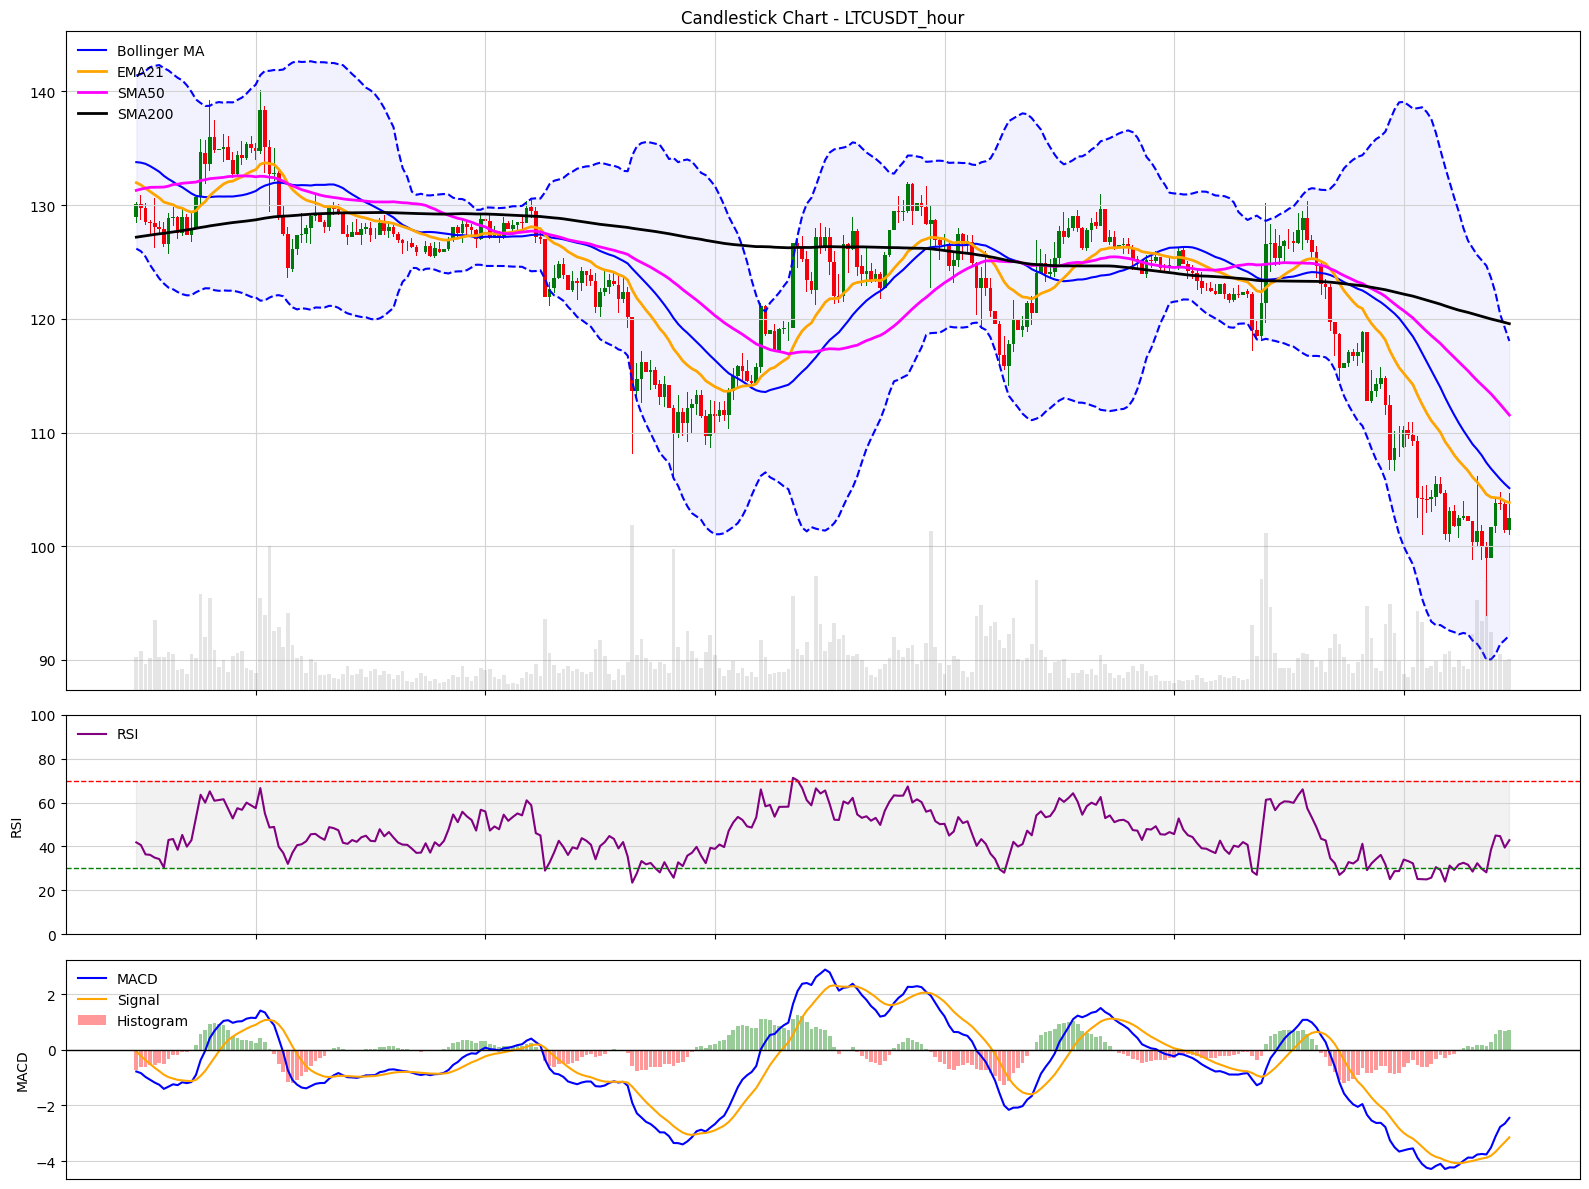 Candlestick Chart - LTCUSDT_hour
Bollinger MA
EMA21
SMA50
SMA200
140
130
120
110
100
90
RSI
100
80
60
40
20
0
RSI
MACD
Signal
Histogram
2
0
−2
−4
MACD